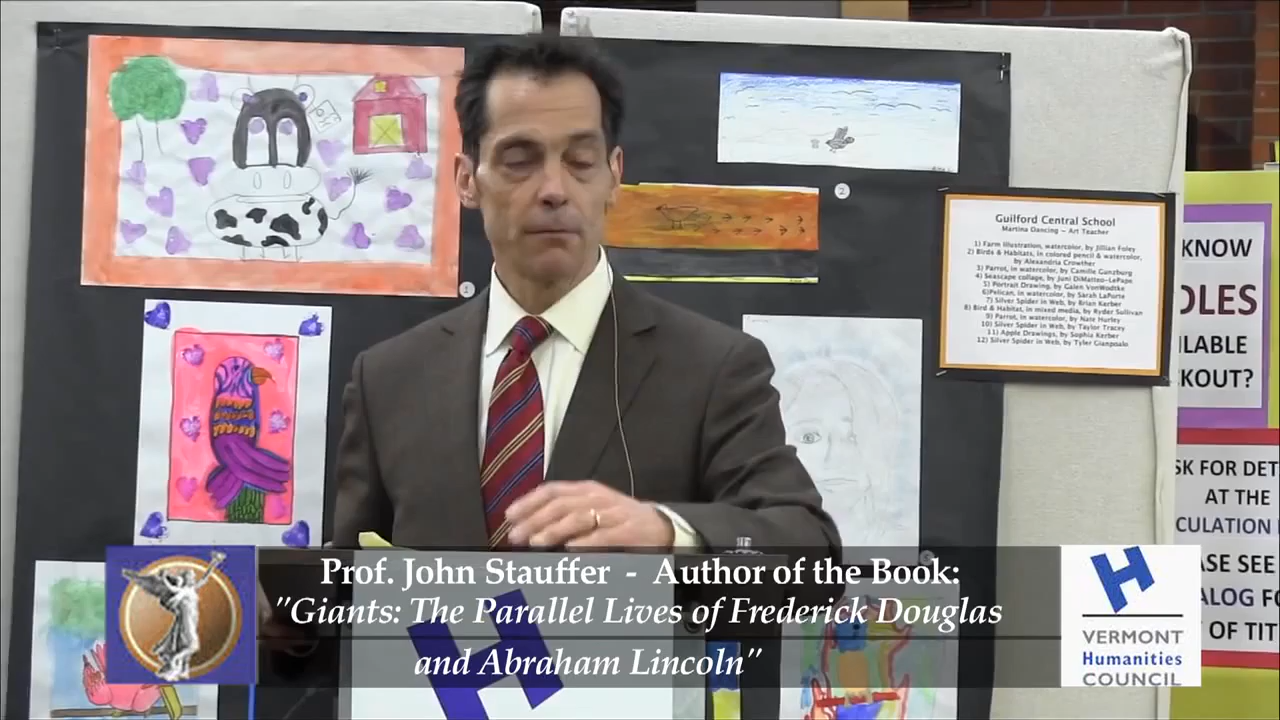 Guilford Central School
Martina Dancing ~ Art Teacher
1) Farm Illustration, watercolor, by Jillian Foley
2) Birds & Habitats, in colored pencil & watercolor,
by Alexandria Crowther
3) Parrot, in watercolor, by Camille Ganzburg
4) Seascape collage, by Juni DiMatteo-LePape
5) Portrait Drawing, by Galen VonWodtke
6)Pelican, in watercolor, by Sarah LaPorte
7) Silver Spider in Web, by Brian Kerber
8) Bird & Habitat, in mixed media, by Ryder Sullivan
9) Parrot, in watercolor, by Nate Hurley
10) Silver Spider in Web, by Taylor Tracey
11) Apple Drawings, by Sophia Kerber
12) Silver Spider in Web, by Tyler Gianpoalo
1
2
KNOW
OLES
ILABLE
CKOUT?
SK FOR DET
AT THE
CULATION
ASE SEE
ALOG FO
OF TIT
Prof. John Stauffer - Author of the Book:
"Giants: The Parallel Lives of Frederick Douglas
and Abraham Lincoln"
H
H
VERMONT
Humanities
COUNCIL